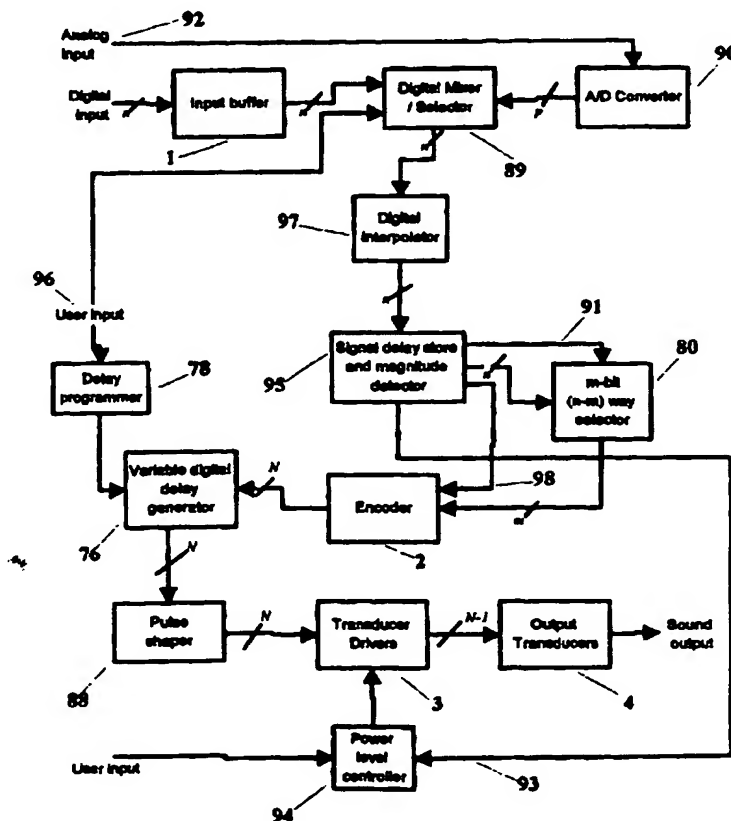 92
Analog
Input
Digital
Input
n
Input buffer
n
Digital Mixer
/ Selector
p
A/D Converter
90
1
n
89
97
Digital
Interpolator
96
User Input
n
91
95
Signal delay store
and magnitude
detector
n
80
m-bit
(n-m) way
selector
Delay
programmer
78
Variable digital
delay
generator
N
Encoder
98
m
76
N
2
Pulse
shaper
N
Transducer
Drivers
N-1
Output
Transducers
Sound
output
88
3
4
User input
Power
level
controller
93
94